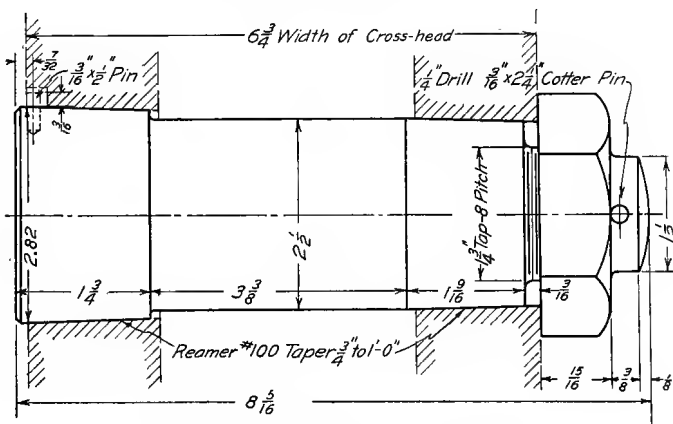 6 3/4 Width of Cross-head
7/32
3/16" x 2 1/2" Pin
1/4" Drill 3/16" x 2 1/4" Cotter Pin
3/16
2.82
2 1/2
1 3/4" Tap-8 Pitch
1 1/2
1 3/4
3 3/8
1 9/16
3/16
Reamer #100 Taper 3/4" to 1'-0"
15/16
3/8
1/8
8 5/16